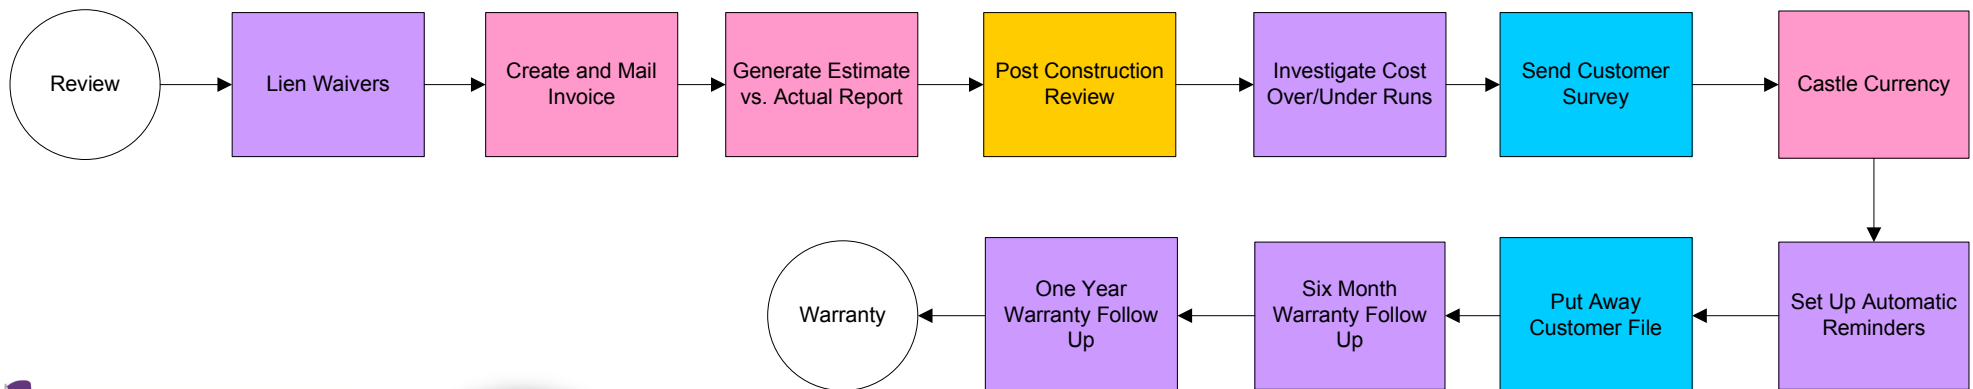 Review
Lien Waivers
Create and Mail
Invoice
Generate Estimate
vs. Actual Report
Post Construction
Review
Investigate Cost
Over/Under Runs
Send Customer
Survey
Castle Currency
Set Up Automatic
Reminders
Put Away
Customer File
Six Month
Warranty Follow
Up
One Year
Warranty Follow
Up
Warranty